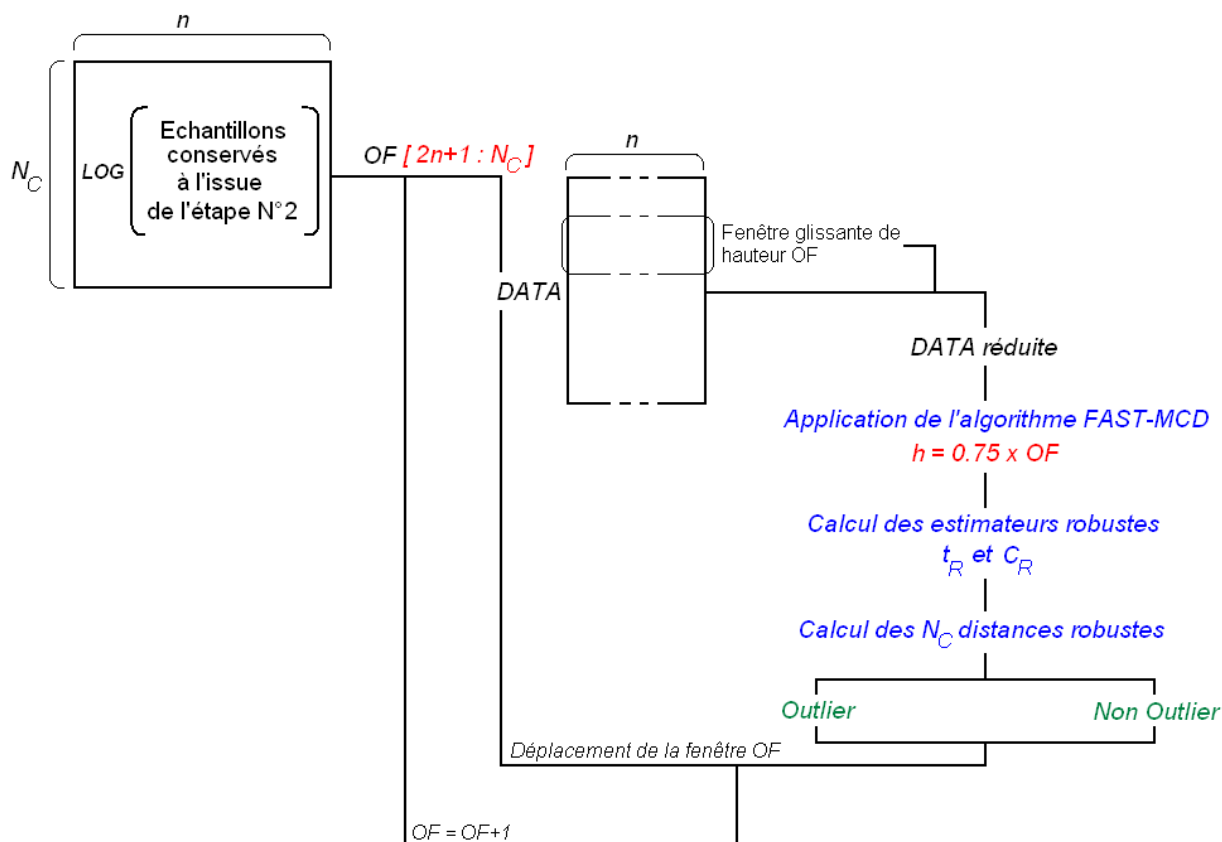 n
N_C
LOG
Echantillons
conservés
à l'issue
de l'étape N°2
OF [ 2n+1 : N_C ]
n
Fenêtre glissante de
hauteur OF
DATA
DATA réduite
Application de l'algorithme FAST-MCD
h = 0.75 x OF
Calcul des estimateurs robustes
t_R et C_R
Calcul des N_C distances robustes
Outlier
Non Outlier
Déplacement de la fenêtre OF
OF = OF+1